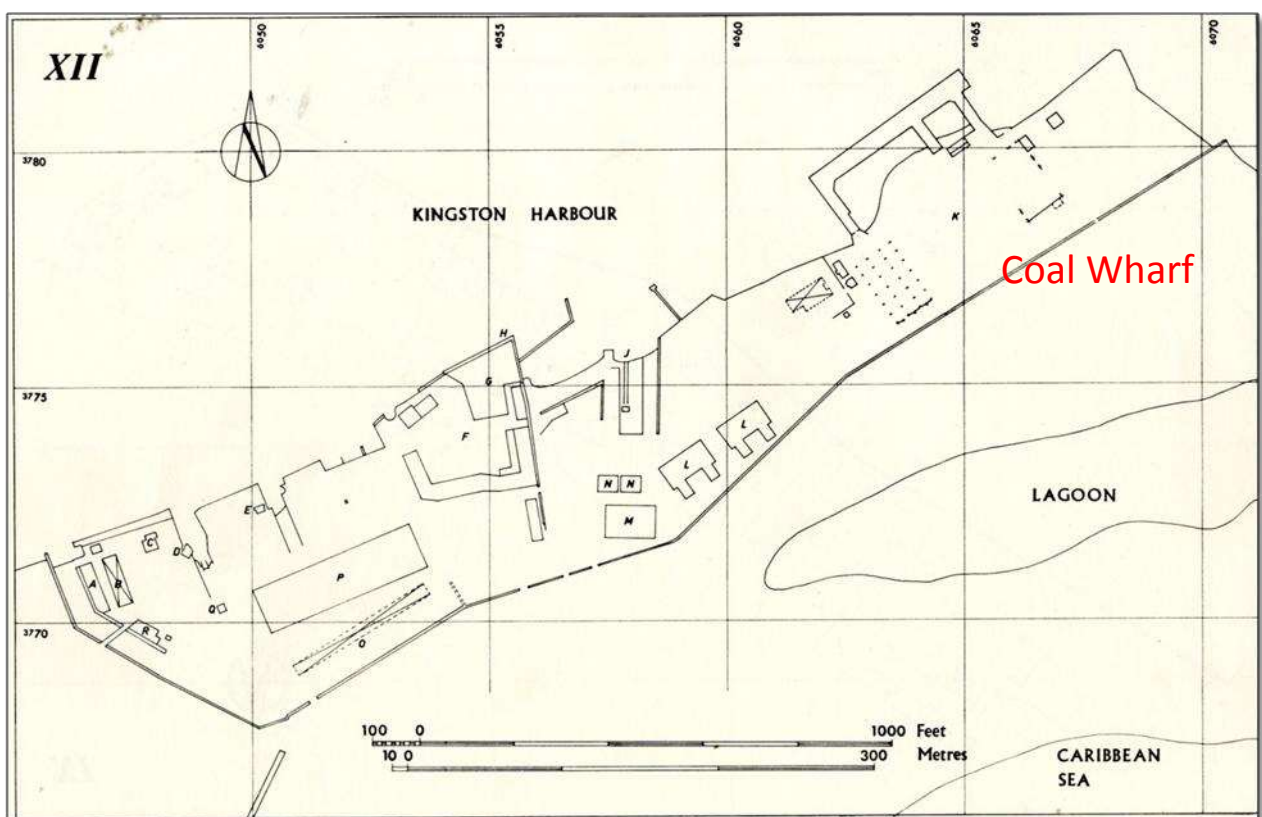 6050
6055
6060
6065
6070
XII
3780
KINGSTON HARBOUR
K
Coal Wharf
H
J
3775
G
F
L
L
N N
LAGOON
M
E
C
D
A
B
P
Q
3770
R
O
100 0 1000 Feet
10 0 300 Metres
CARIBBEAN
SEA